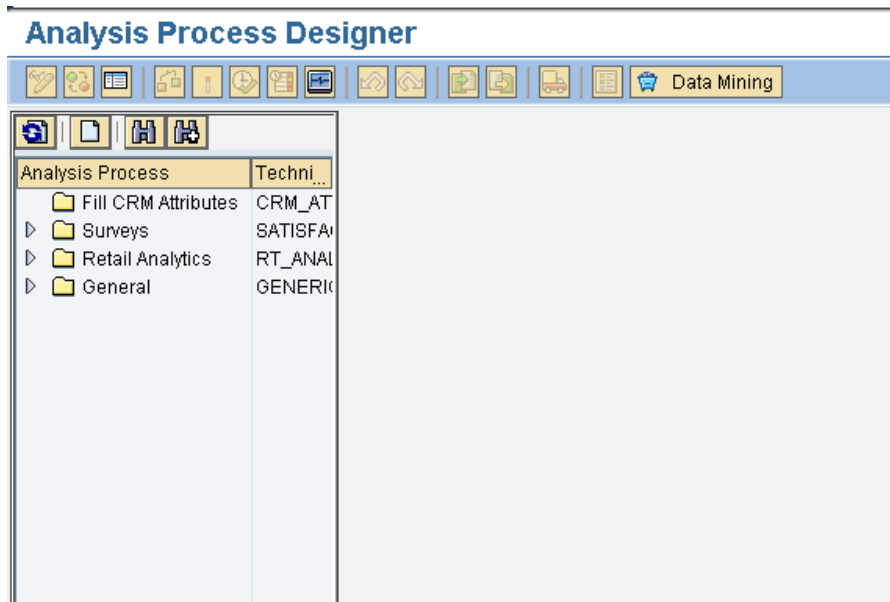 Analysis Process Designer
Data Mining
Analysis Process Techni...
Fill CRM Attributes CRM_AT
Surveys SATISFA
Retail Analytics RT_ANAL
General GENERI